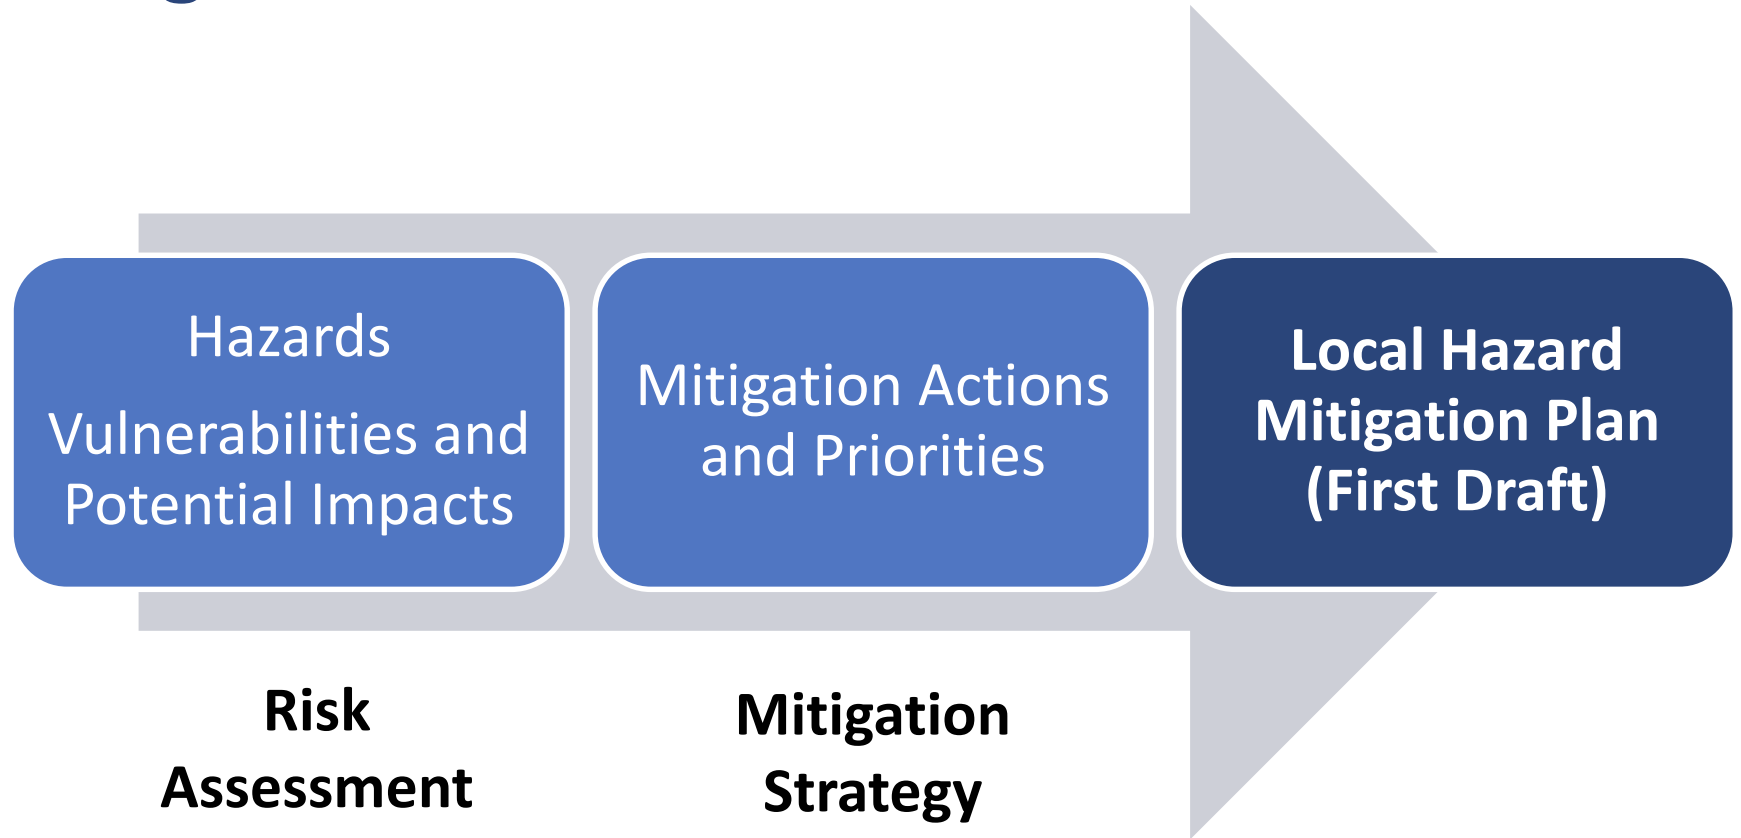 Hazards
Vulnerabilities and
Potential Impacts
Mitigation Actions
and Priorities
Local Hazard
Mitigation Plan
(First Draft)
Risk
Assessment
Mitigation
Strategy